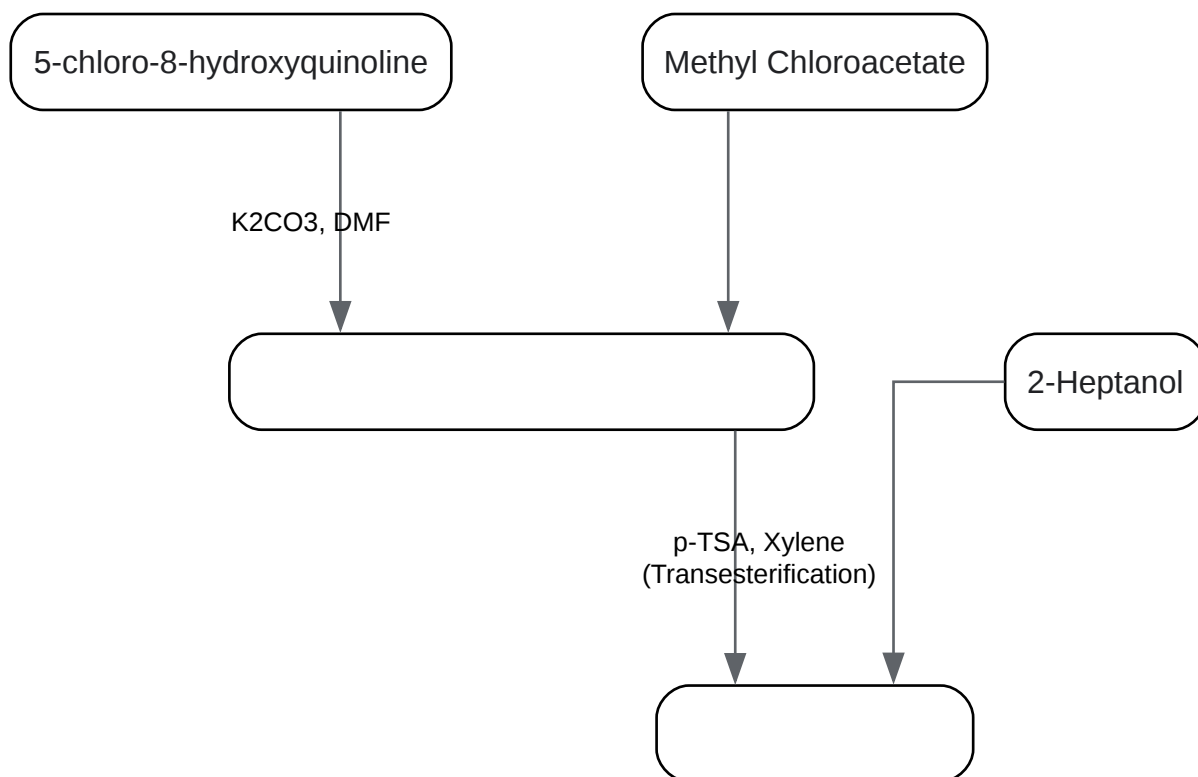 5-chloro-8-hydroxyquinoline
Methyl Chloroacetate
K2CO3, DMF
2-Heptanol
p-TSA, Xylene
(Transesterification)